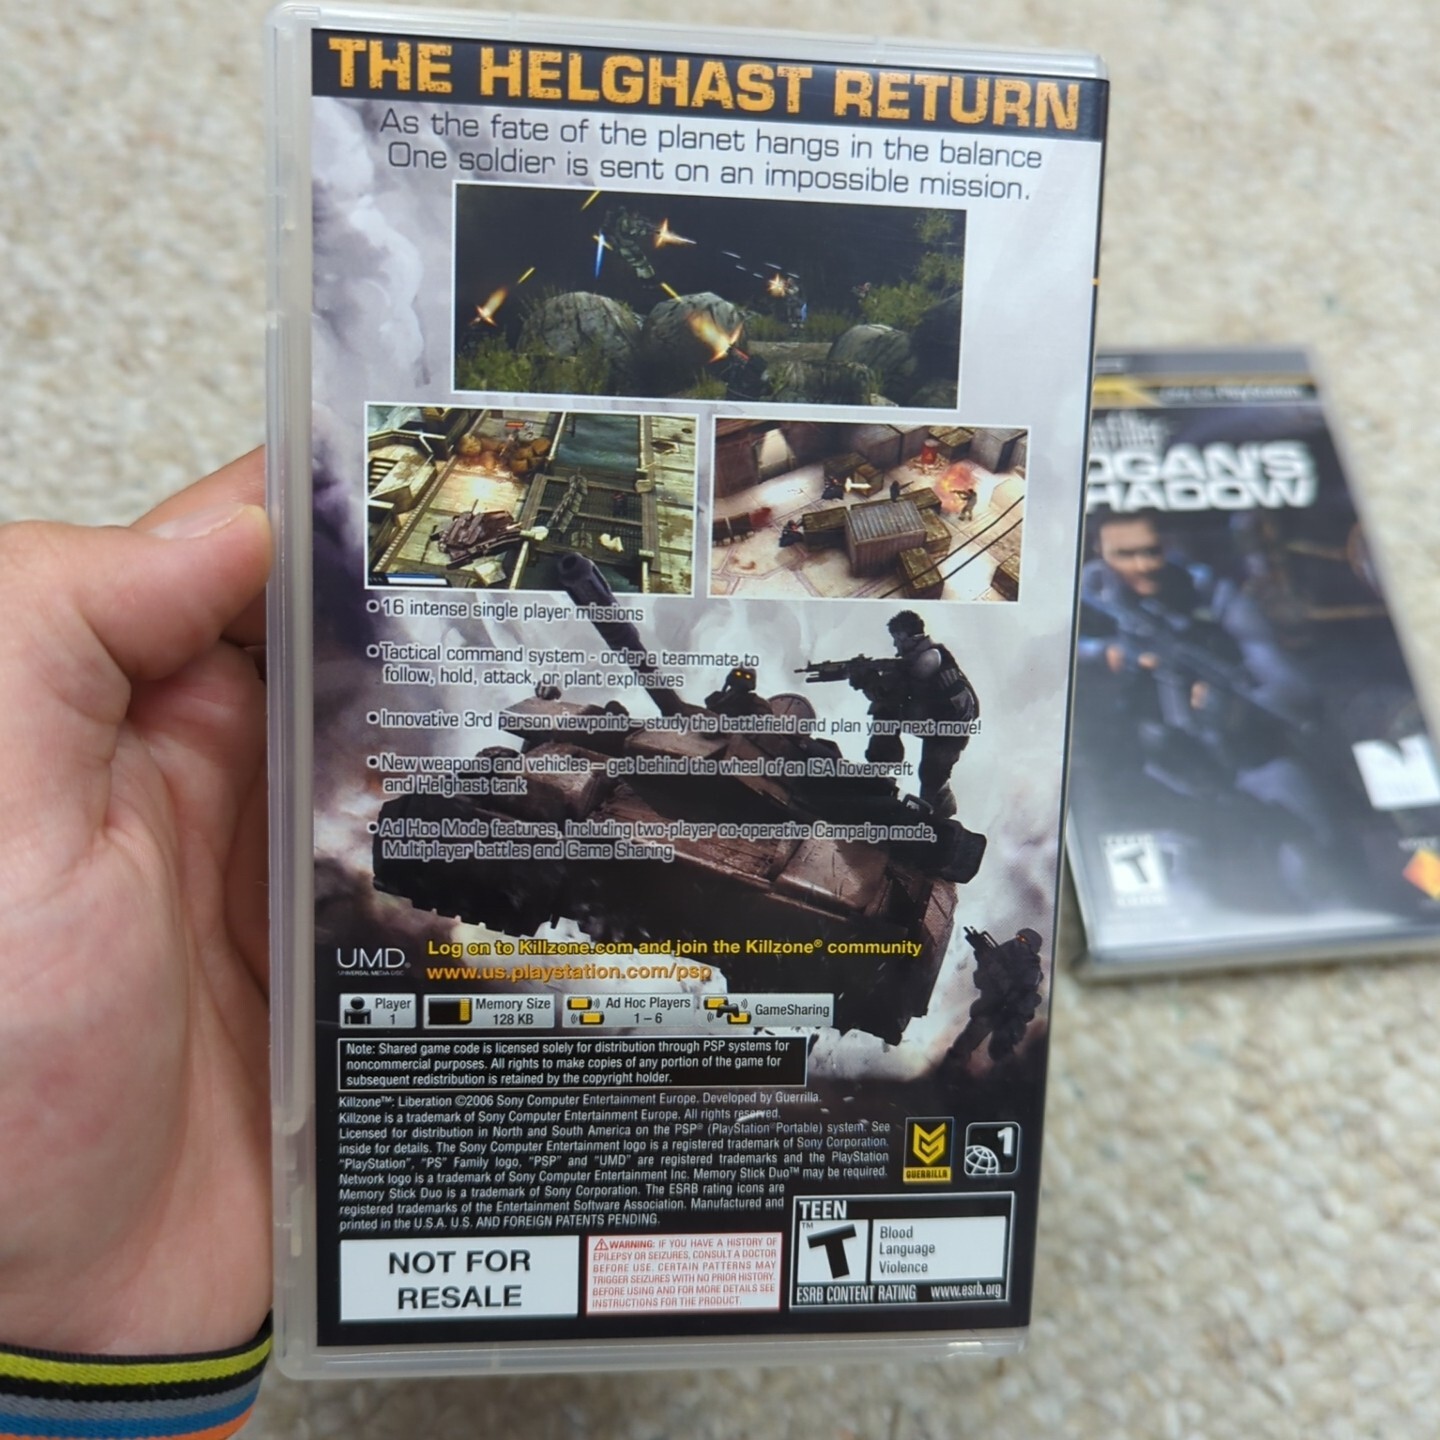 THE HELGHAST RETURN
As the fate of the planet hangs in the balance
One soldier is sent on an impossible mission.
• 16 intense single player missions
• Tactical command system - order a teammate to
follow, hold, attack, or plant explosives
• Innovative 3rd person viewpoint – study the battlefield and plan your next move!
• New weapons and vehicles – get behind the wheel of an ISA hovercraft
and Helghast tank
• Ad Hoc Mode features, including two-player co-operative Campaign mode,
Multiplayer battles and Game Sharing
UMD
UNIVERSAL MEDIA DISC
Log on to Killzone.com and join the Killzone® community
www.us.playstation.com/psp
Player
1
Memory Size
128 KB
Ad Hoc Players
1 – 6
GameSharing
Note: Shared game code is licensed solely for distribution through PSP systems for
noncommercial purposes. All rights to make copies of any portion of the game for
subsequent redistribution is retained by the copyright holder.
Killzone™: Liberation ©2006 Sony Computer Entertainment Europe. Developed by Guerrilla.
Killzone is a trademark of Sony Computer Entertainment Europe. All rights reserved.
Licensed for distribution in North and South America on the PSP® (PlayStation®Portable) system. See
inside for details. The Sony Computer Entertainment logo is a registered trademark of Sony Corporation.
"PlayStation", "PS" Family logo, "PSP" and "UMD" are registered trademarks and the PlayStation
Network logo is a trademark of Sony Computer Entertainment Inc. Memory Stick Duo™ may be required.
Memory Stick Duo is a trademark of Sony Corporation. The ESRB rating icons are
registered trademarks of the Entertainment Software Association. Manufactured and
printed in the U.S.A. U.S. AND FOREIGN PATENTS PENDING.
GUERRILLA
1
NOT FOR
RESALE
WARNING: IF YOU HAVE A HISTORY OF
EPILEPSY OR SEIZURES, CONSULT A DOCTOR
BEFORE USE. CERTAIN PATTERNS MAY
TRIGGER SEIZURES WITH NO PRIOR HISTORY.
BEFORE USING AND FOR MORE DETAILS SEE
INSTRUCTIONS FOR THE PRODUCT.
TEEN
T™
Blood
Language
Violence
ESRB CONTENT RATING www.esrb.org
OGAN'S
HADOW
TEEN
T